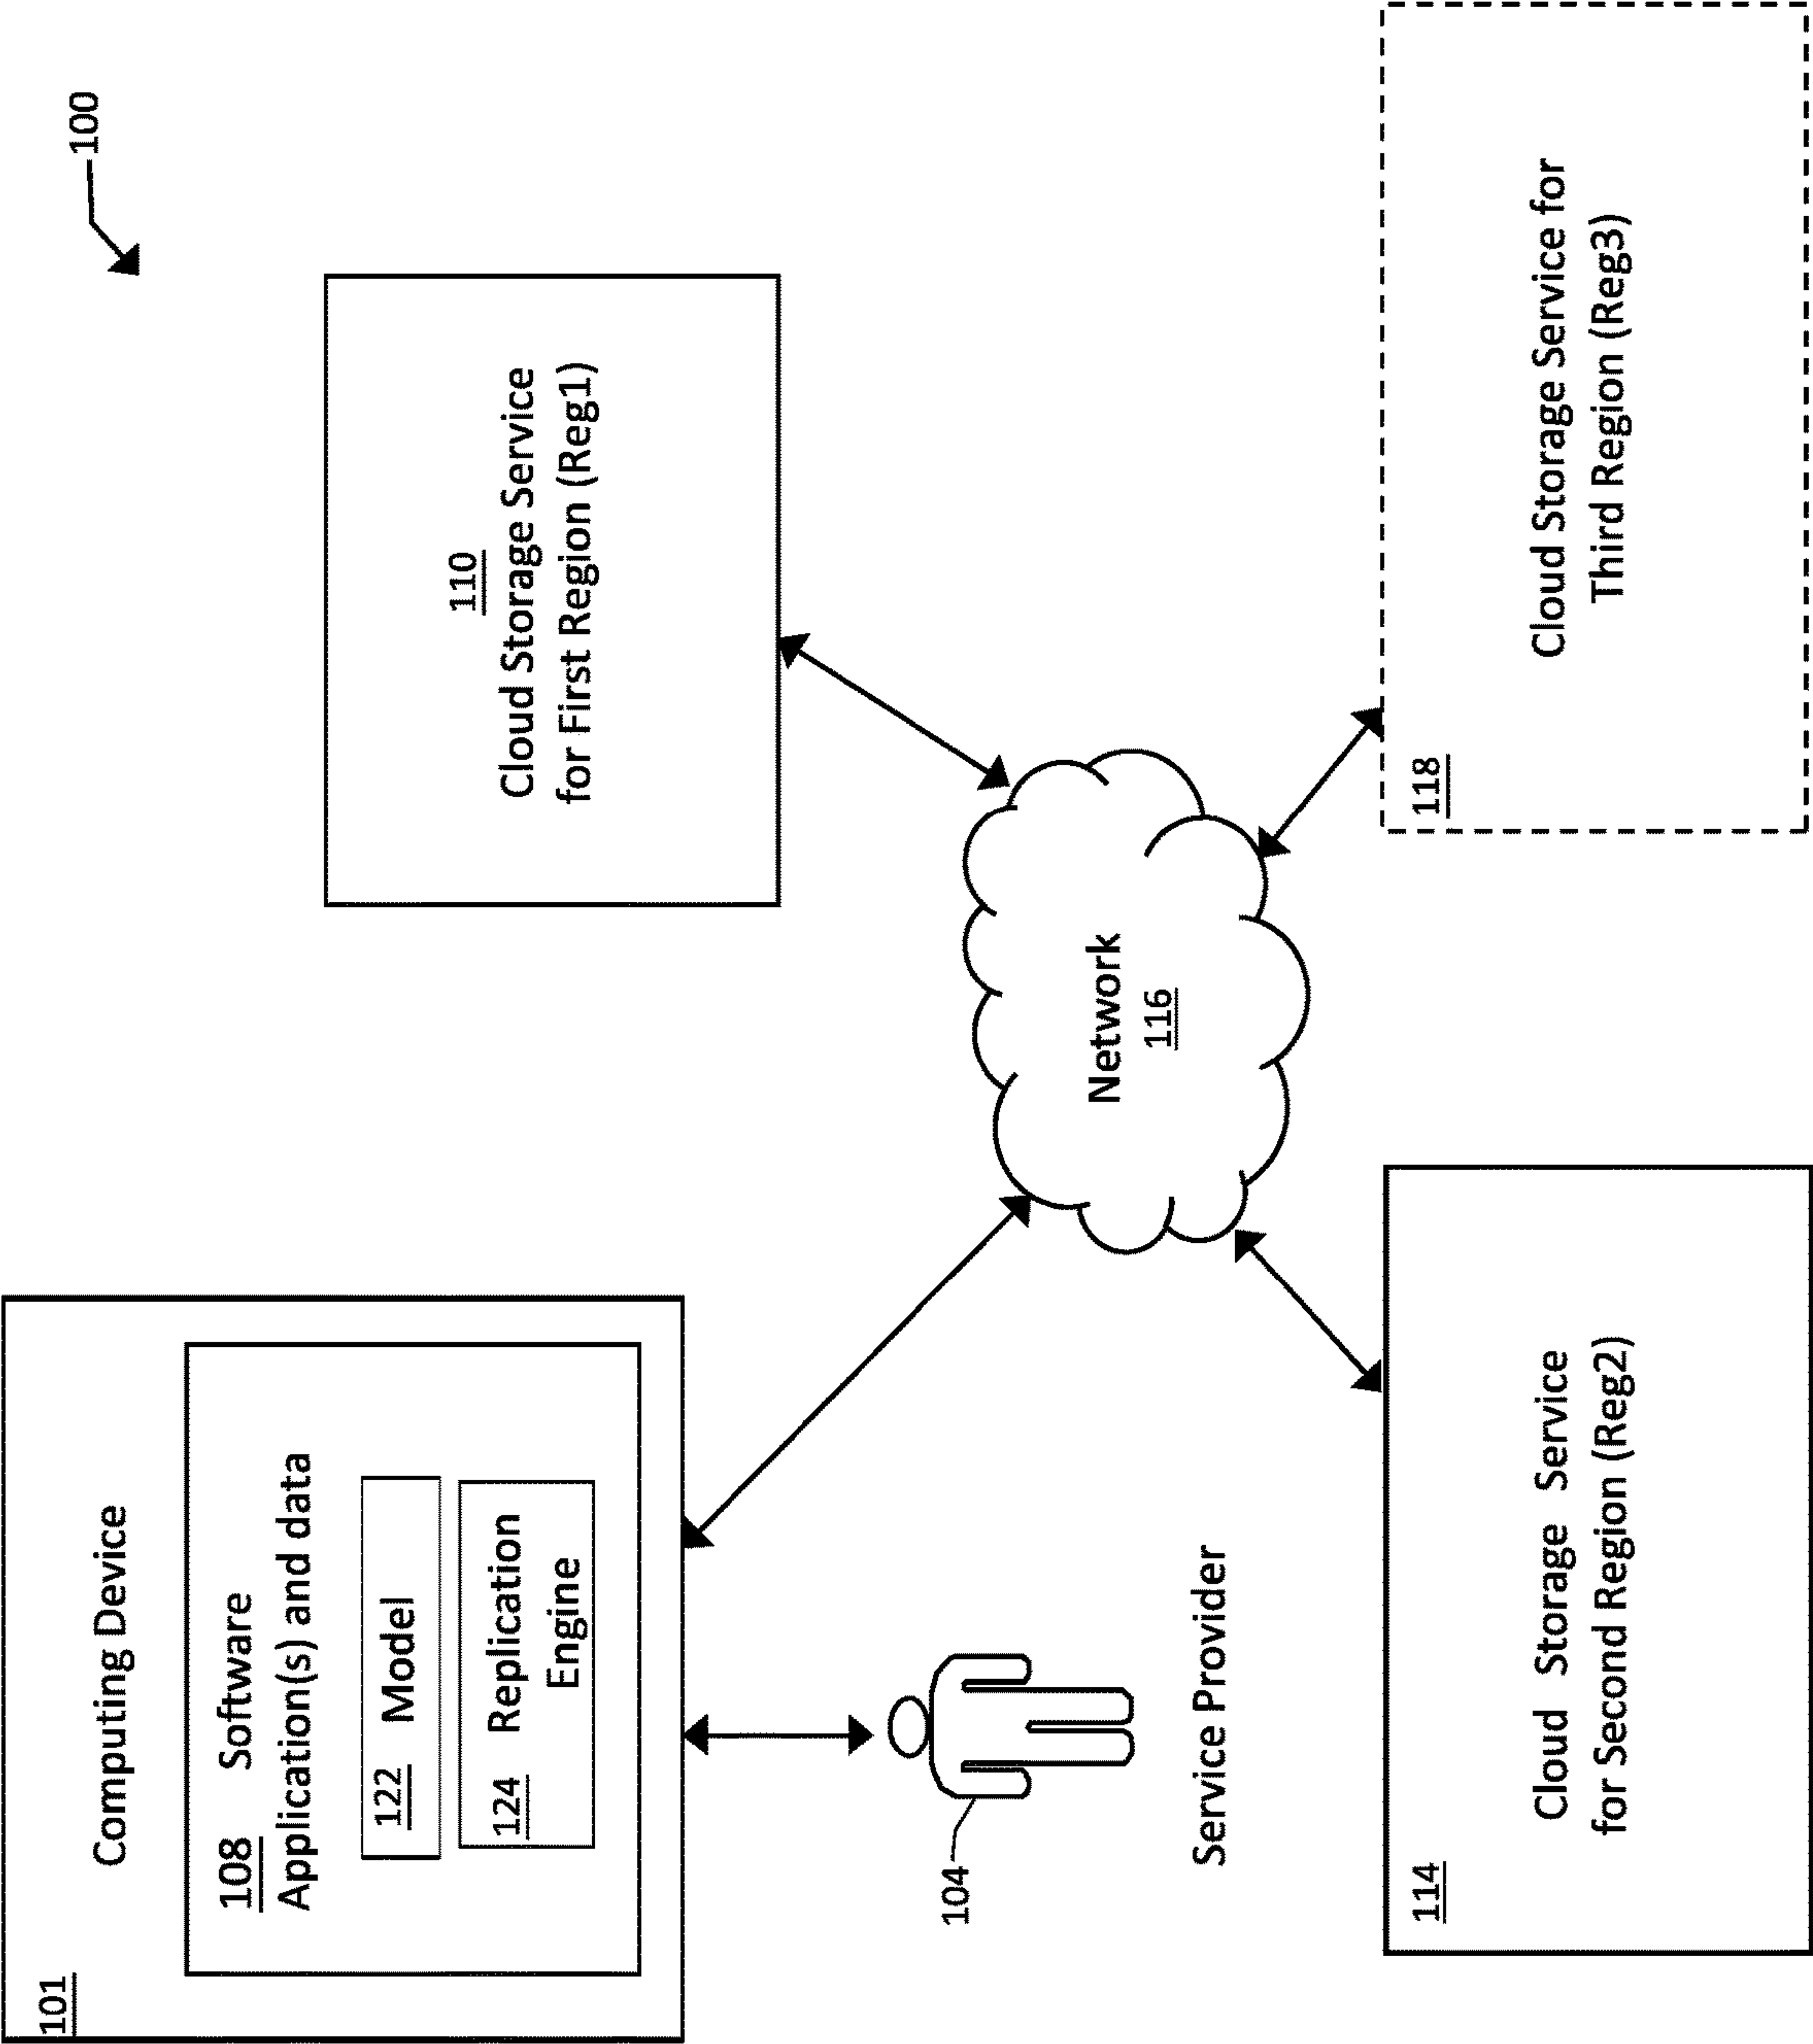 100
101
Computing Device
108 Software
Application(s) and data
122 Model
124 Replication
Engine
110
Cloud Storage Service
for First Region (Reg1)
104
Service Provider
Network
116
114
Cloud Storage Service
for Second Region (Reg2)
118
Cloud Storage Service for
Third Region (Reg3)